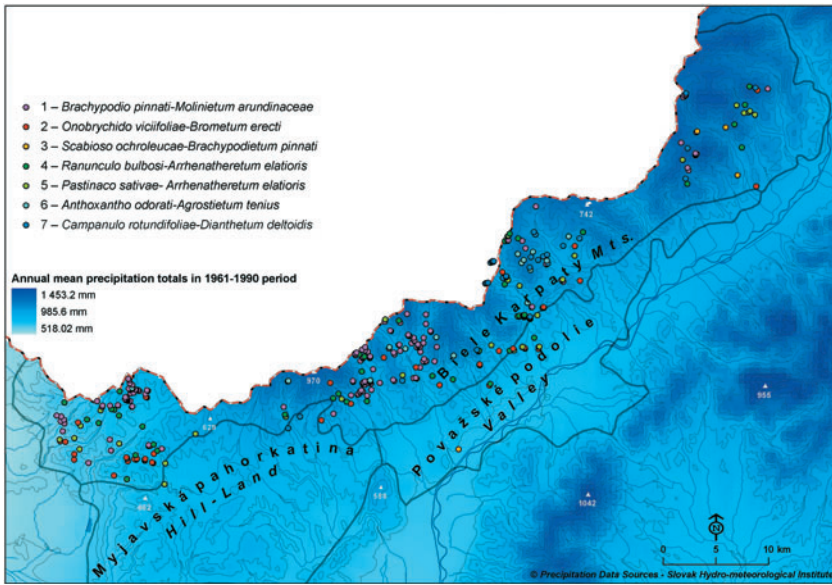 1 – Brachypodio pinnati-Molinietum arundinaceae
2 – Onobrychido viciifoliae-Brometum erecti
3 – Scabioso ochroleucae-Brachypodietum pinnati
4 – Ranunculo bulbosi-Arrhenatheretum elatioris
5 – Pastinaco sativae- Arrhenatheretum elatioris
6 – Anthoxantho odorati-Agrostietum tenius
7 – Campanulo rotundifoliae-Dianthetum deltoidis
742
Annual mean precipitation totals in 1961-1990 period
1 453.2 mm
985.6 mm
518.02 mm
Biele Karpaty Mts.
970
955
Považské podolie
Valley
Myjavská pahorkatina
Hill-Land
1042
N
0 5 10 km
© Precipitation Data Sources - Slovak Hydro-meteorological Institute